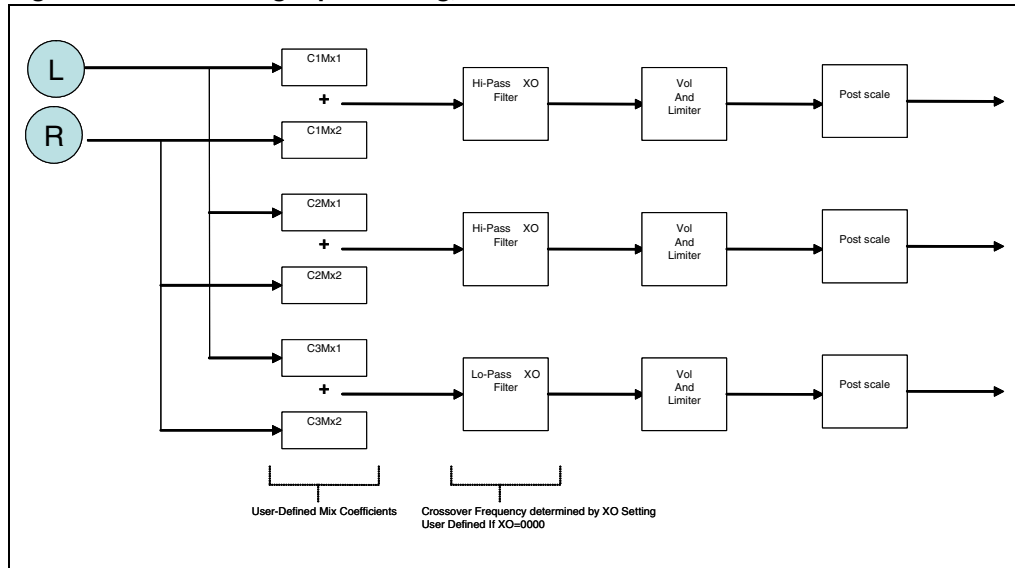 L
R
C1Mx1
+
C1Mx2
Hi-Pass XO
Filter
Vol
And
Limiter
Post scale
C2Mx1
+
C2Mx2
Hi-Pass XO
Filter
Vol
And
Limiter
Post scale
C3Mx1
+
C3Mx2
Lo-Pass XO
Filter
Vol
And
Limiter
Post scale
User-Defined Mix Coefficients
Crossover Frequency determined by XO Setting
User Defined If XO=0000